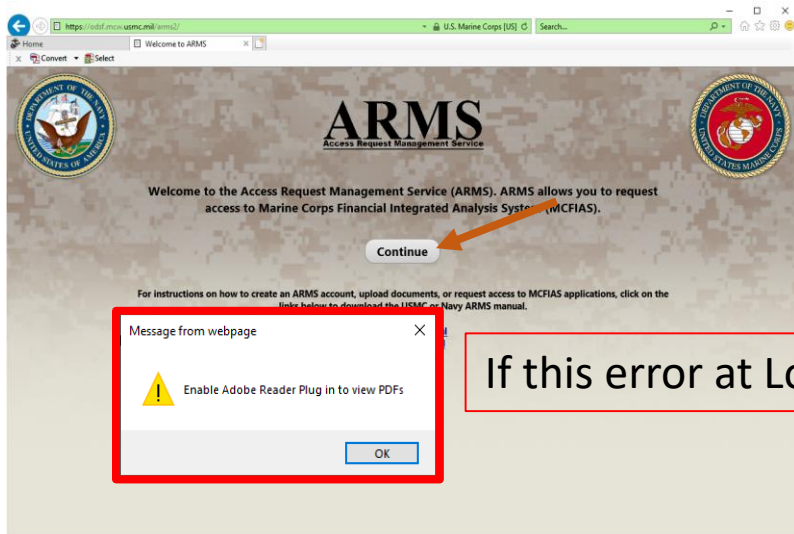 https://edsf.mcw.usmc.mil/arms2/
U.S. Marine Corps [US]
Search...
Home
Welcome to ARMS
x Convert Select
DEPARTMENT OF THE NAVY
UNITED STATES OF AMERICA
DEPARTMENT OF THE NAVY
UNITED STATES MARINE CORPS
ARMS
Access Request Management Service
Welcome to the Access Request Management Service (ARMS). ARMS allows you to request
access to Marine Corps Financial Integrated Analysis System (MCFIAS).
Continue
For instructions on how to create an ARMS account, upload documents, or request access to MCFIAS applications, click on the
links below to download the USMC or Navy ARMS manual.
Message from webpage
Enable Adobe Reader Plug in to view PDFs
OK
If this error at Lo